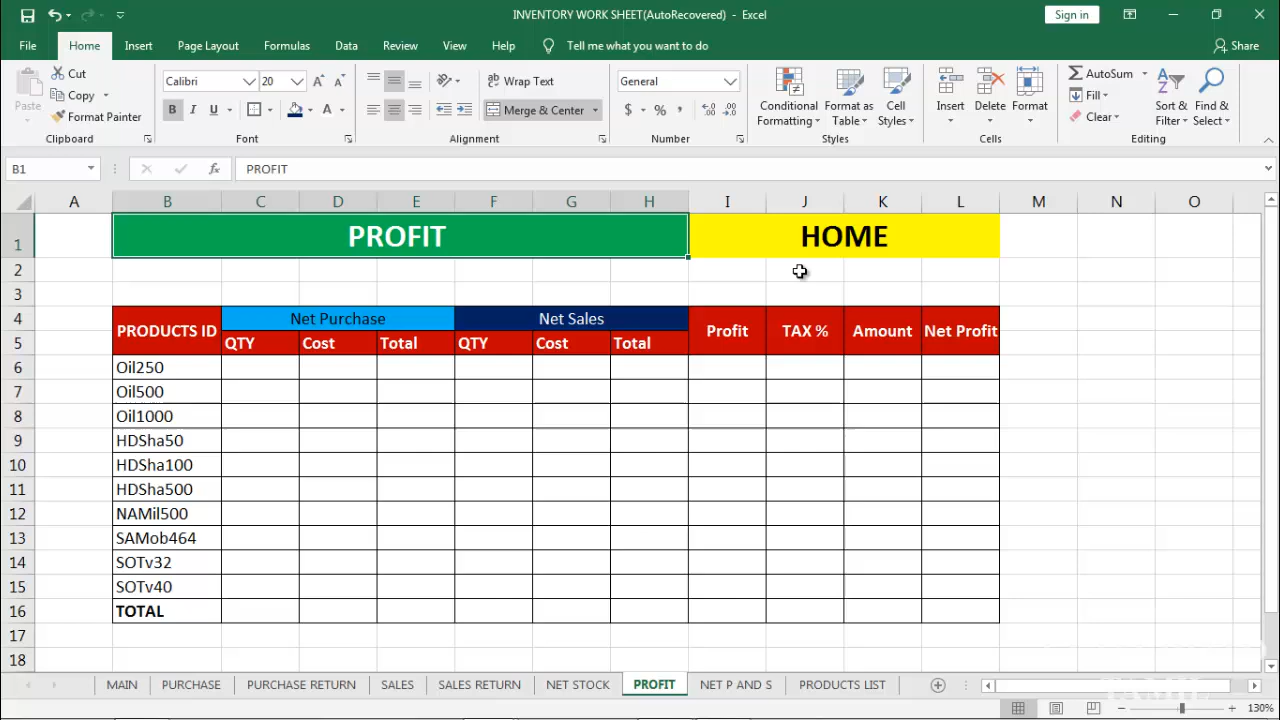 INVENTORY WORK SHEET(AutoRecovered) - Excel
Sign in
File Home Insert Page Layout Formulas Data Review View Help Tell me what you want to do Share
Paste
Cut
Copy
Format Painter
Clipboard
Calibri 20
B I U A
Font
Wrap Text
Merge & Center
Alignment
General
$ % ,
Number
Conditional Formatting
Format as Table
Cell Styles
Styles
Insert Delete Format
Cells
AutoSum
Fill
Clear
Sort & Filter
Find & Select
Editing
B1 fx PROFIT
A B C D E F G H I J K L M N O
1 PROFIT HOME
2
3
4 PRODUCTS ID Net Purchase Net Sales Profit TAX % Amount Net Profit
5 QTY Cost Total QTY Cost Total
6 Oil250
7 Oil500
8 Oil1000
9 HDSha50
10 HDSha100
11 HDSha500
12 NAMil500
13 SAMob464
14 SOTv32
15 SOTv40
16 TOTAL
17
18
MAIN PURCHASE PURCHASE RETURN SALES SALES RETURN NET STOCK PROFIT NET P AND S PRODUCTS LIST
130%